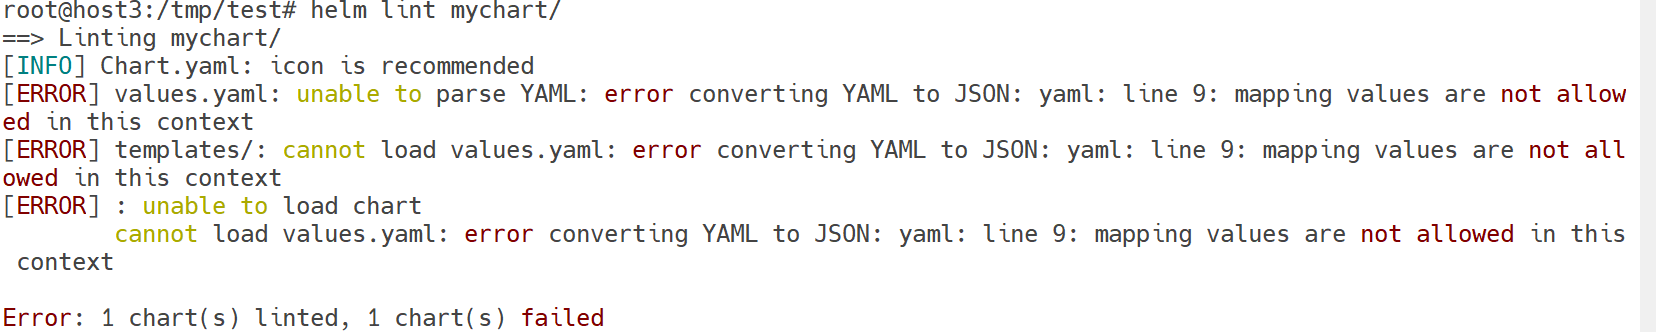 root@host3:/tmp/test# helm lint mychart/
==> Linting mychart/
[INFO] Chart.yaml: icon is recommended
[ERROR] values.yaml: unable to parse YAML: error converting YAML to JSON: yaml: line 9: mapping values are not allow
ed in this context
[ERROR] templates/: cannot load values.yaml: error converting YAML to JSON: yaml: line 9: mapping values are not all
owed in this context
[ERROR] : unable to load chart
        cannot load values.yaml: error converting YAML to JSON: yaml: line 9: mapping values are not allowed in this
 context
Error: 1 chart(s) linted, 1 chart(s) failed